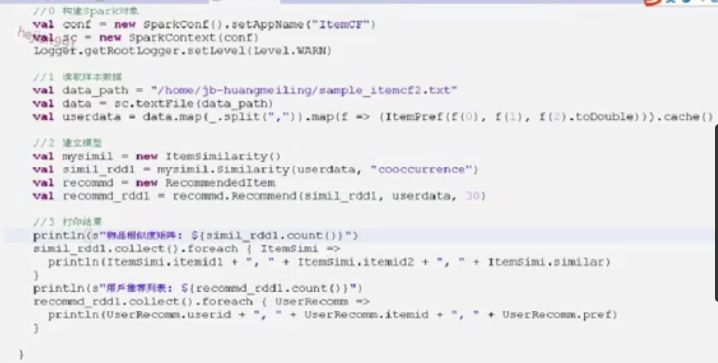 //0 构建Spark对象
val conf = new SparkConf().setAppName("ItemCF")
val sc = new SparkContext(conf)
Logger.getRootLogger.setLevel(Level.WARN)
//1 读取样本数据
val data_path = "/home/jb-huangmeiling/sample_itemcf2.txt"
val data = sc.textFile(data_path)
val userdata = data.map(_.split(",")).map(f => (ItemPref(f(0), f(1), f(2).toDouble))).cache()
//2 建立模型
val mysimil = new ItemSimilarity()
val simil_rdd1 = mysimil.Similarity(userdata, "cooccurrence")
val recommd = new RecommendedItem
val recommd_rdd1 = recommd.Recommend(simil_rdd1, userdata, 30)
//3 打印结果
println(s"物品相似度矩阵: ${simil_rdd1.count()}")
simil_rdd1.collect().foreach { ItemSimi =>
println(ItemSimi.itemid1 + ", " + ItemSimi.itemid2 + ", " + ItemSimi.similar)
}
println(s"用戶推荐列表: ${recommd_rdd1.count()}")
recommd_rdd1.collect().foreach { UserRecomm =>
println(UserRecomm.userid + ", " + UserRecomm.itemid + ", " + UserRecomm.pref)
}
}